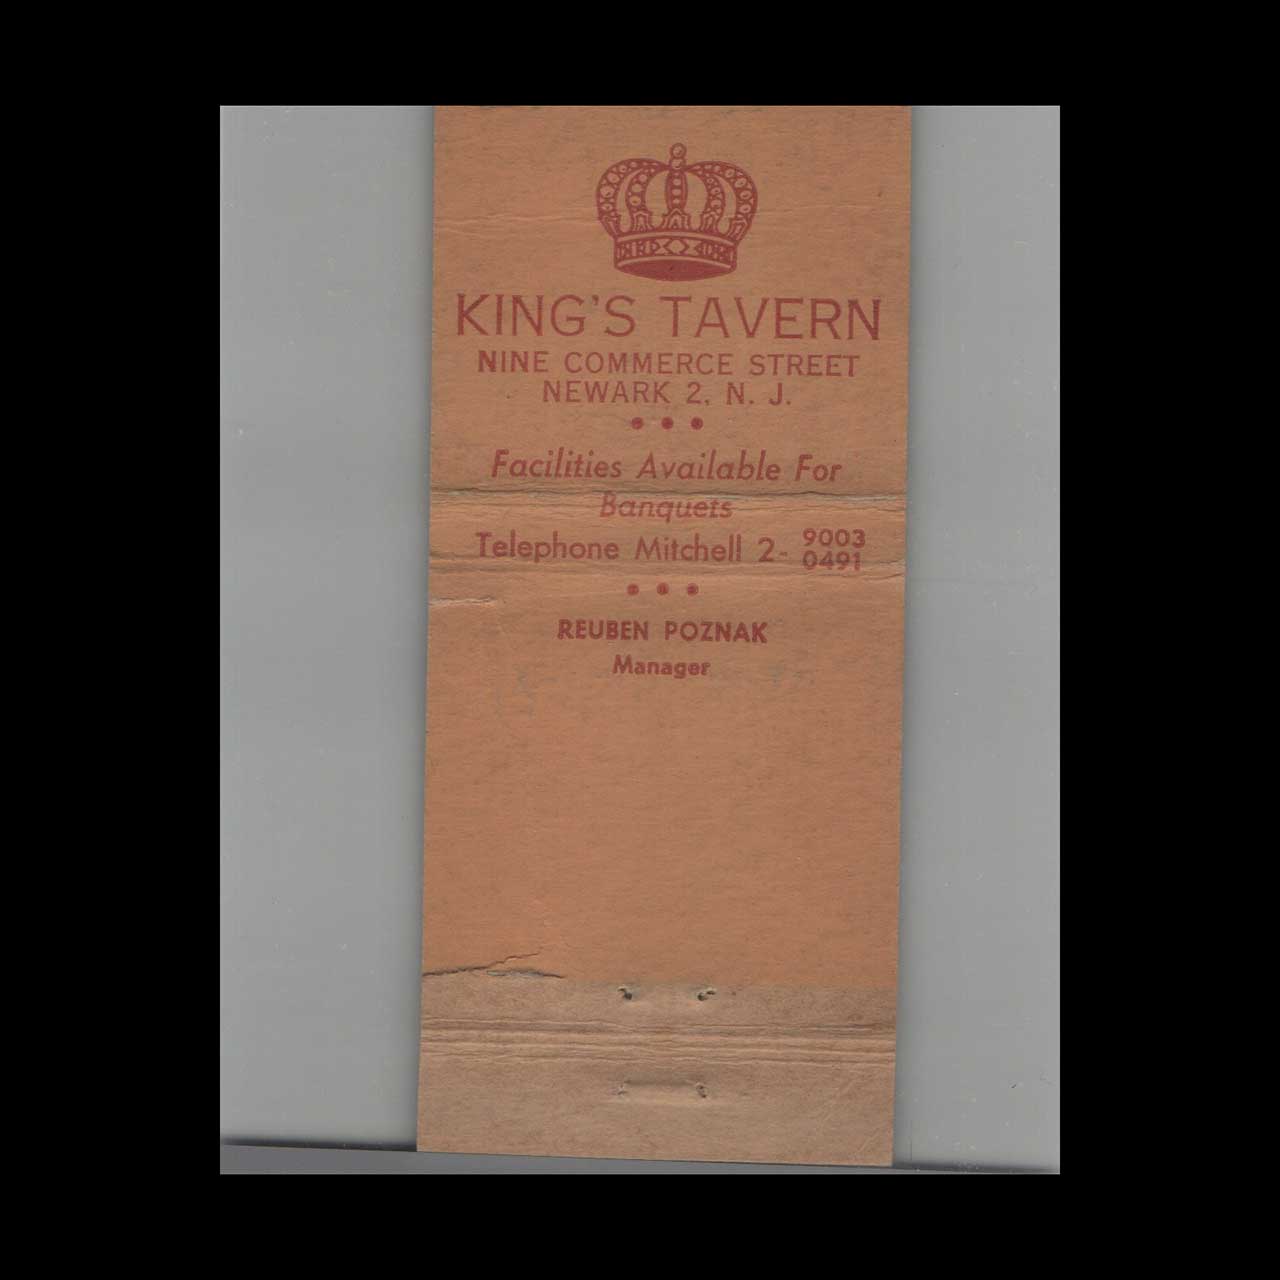 KING'S TAVERN
NINE COMMERCE STREET
NEWARK 2, N. J.
Facilities Available For
Banquets
Telephone Mitchell 2- 9003
0491
REUBEN POZNAK
Manager